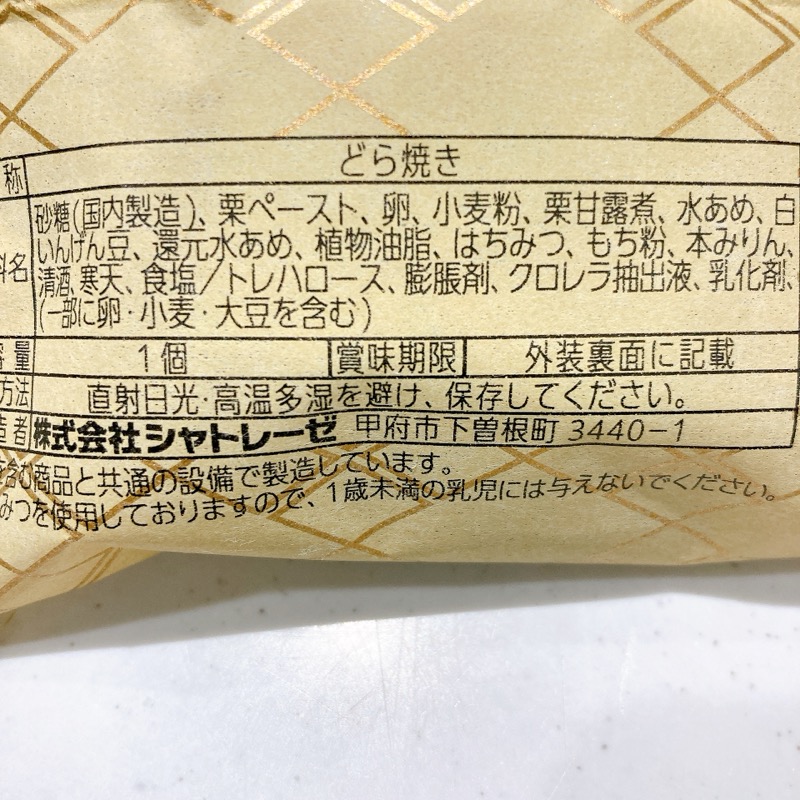 称 どら焼き
料名 砂糖(国内製造)、栗ペースト、卵、小麦粉、栗甘露煮、水あめ、白
いんげん豆、還元水あめ、植物油脂、はちみつ、もち粉、本みりん、
清酒、寒天、食塩/トレハロース、膨脹剤、クロレラ抽出液、乳化剤、
(一部に卵・小麦・大豆を含む)
容量 1個 賞味期限 外装裏面に記載
方法 直射日光・高温多湿を避け、保存してください。
造者 株式会社シャトレーゼ 甲府市下曽根町 3440-1
を含む商品と共通の設備で製造しています。
みつを使用しておりますので、1歳未満の乳児には与えないでください。